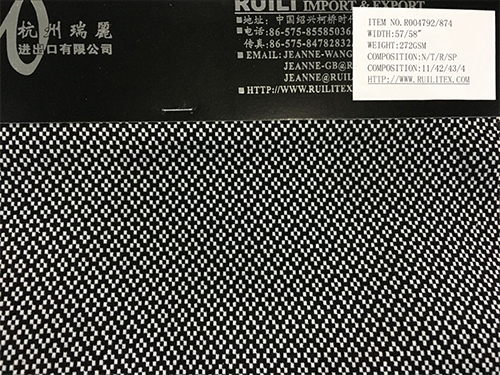 杭州瑞麗
进出口有限公司
RUILI IMPORT & EXPORT
地址: 中国绍兴柯桥时代
电话: 86-575-85585036
传真: 86-575-84782832
EMAIL: JEANNE-WANG
JEANNE-GB@R
JEANNE@RUILI
HTTP://WWW.RUILITEX.
ITEM NO.R004792/874
WIDTH:57/58"
WEIGHT:272GSM
COMPOSITION:N/T/R/SP
COMPOSITION:11/42/43/4
HTTP://WWW.RUILITEX.COM